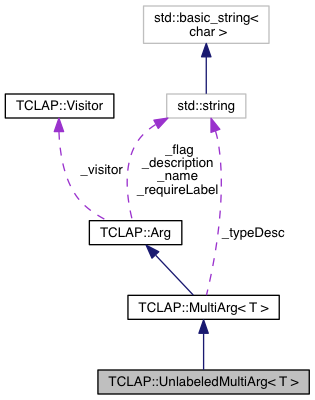 std::basic_string<
char >
TCLAP::Visitor
std::string
_visitor
_flag
_description
_name
_requireLabel
TCLAP::Arg
_typeDesc
TCLAP::MultiArg< T >
TCLAP::UnlabeledMultiArg< T >